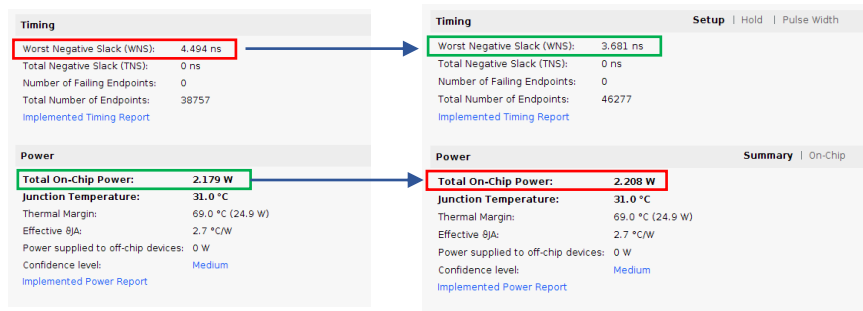 Timing
Worst Negative Slack (WNS): 4.494 ns
Total Negative Slack (TNS): 0 ns
Number of Failing Endpoints: 0
Total Number of Endpoints: 38757
Implemented Timing Report
Power
Total On-Chip Power: 2.179 W
Junction Temperature: 31.0 °C
Thermal Margin: 69.0 °C (24.9 W)
Effective θJA: 2.7 °C/W
Power supplied to off-chip devices: 0 W
Confidence level: Medium
Implemented Power Report
Timing Setup | Hold | Pulse Width
Worst Negative Slack (WNS): 3.681 ns
Total Negative Slack (TNS): 0 ns
Number of Failing Endpoints: 0
Total Number of Endpoints: 46277
Implemented Timing Report
Power Summary | On-Chip
Total On-Chip Power: 2.208 W
Junction Temperature: 31.0 °C
Thermal Margin: 69.0 °C (24.9 W)
Effective θJA: 2.7 °C/W
Power supplied to off-chip devices: 0 W
Confidence level: Medium
Implemented Power Report